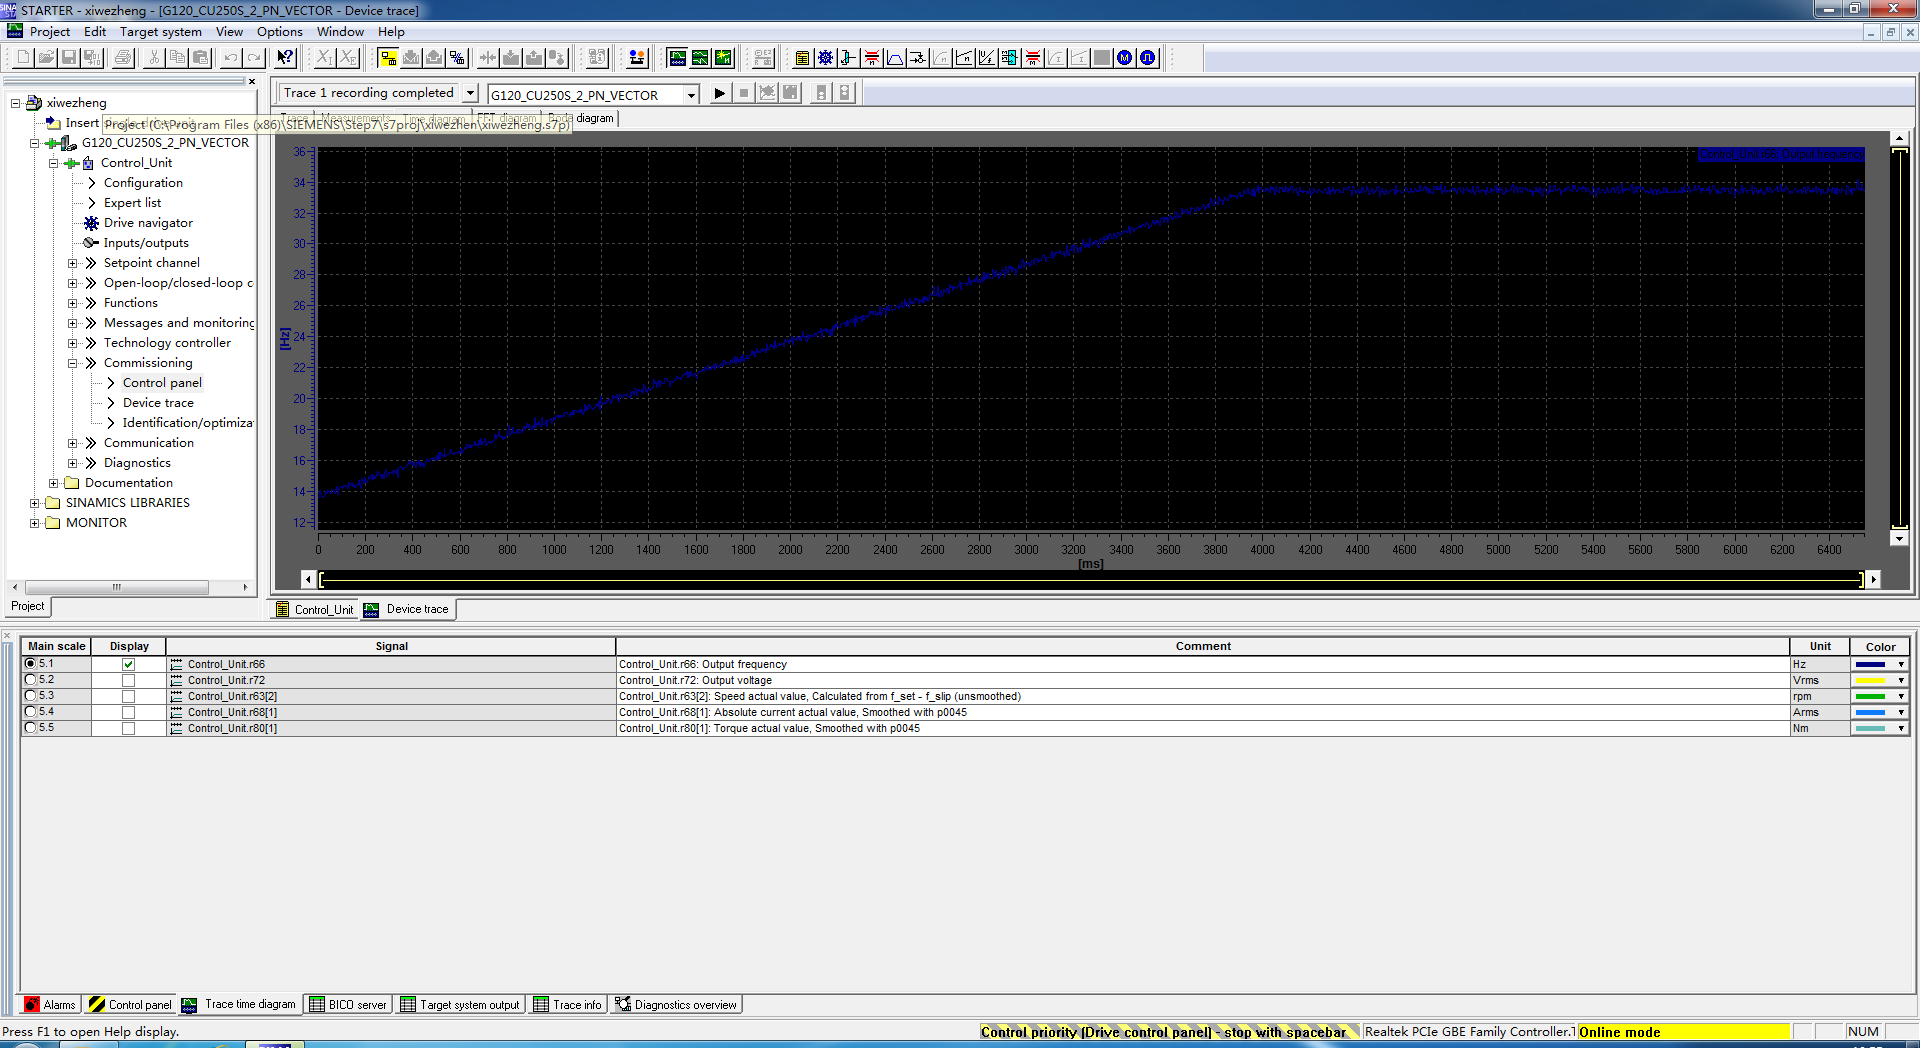 STARTER - xiwezheng - [G120_CU250S_2_PN_VECTOR - Device trace]
Project Edit Target system View Options Window Help
Trace 1 recording completed
G120_CU250S_2_PN_VECTOR
Trace Measurements Time diagram FFT diagram Bode diagram
xiwezheng
Insert
Project (C:\Program Files (x86)\SIEMENS\Step7\s7proj\xiwezhen\xiwezheng.s7p)
G120_CU250S_2_PN_VECTOR
Control_Unit
Configuration
Expert list
Drive navigator
Inputs/outputs
Setpoint channel
Open-loop/closed-loop c
Functions
Messages and monitoring
Technology controller
Commissioning
Control panel
Device trace
Identification/optimiza
Communication
Diagnostics
Documentation
SINAMICS LIBRARIES
MONITOR
Project
36
34
32
30
28
26
24
22
20
18
16
14
12
[Hz]
0 200 400 600 800 1000 1200 1400 1600 1800 2000 2200 2400 2600 2800 3000 3200 3400 3600 3800 4000 4200 4400 4600 4800 5000 5200 5400 5600 5800 6000 6200 6400
[ms]
Control_Unit Device trace
Main scale Display Signal Comment Unit Color
5.1 Control_Unit.r66 Control_Unit.r66: Output frequency Hz
5.2 Control_Unit.r72 Control_Unit.r72: Output voltage Vrms
5.3 Control_Unit.r63[2] Control_Unit.r63[2]: Speed actual value, Calculated from f_set - f_slip (unsmoothed) rpm
5.4 Control_Unit.r68[1] Control_Unit.r68[1]: Absolute current actual value, Smoothed with p0045 Arms
5.5 Control_Unit.r80[1] Control_Unit.r80[1]: Torque actual value, Smoothed with p0045 Nm
Alarms Control panel Trace time diagram BICO server Target system output Trace info Diagnostics overview
Press F1 to open Help display.
Control priority [Drive control panel] - stop with spacebar
Realtek PCIe GBE Family Controller.T
Online mode
NUM